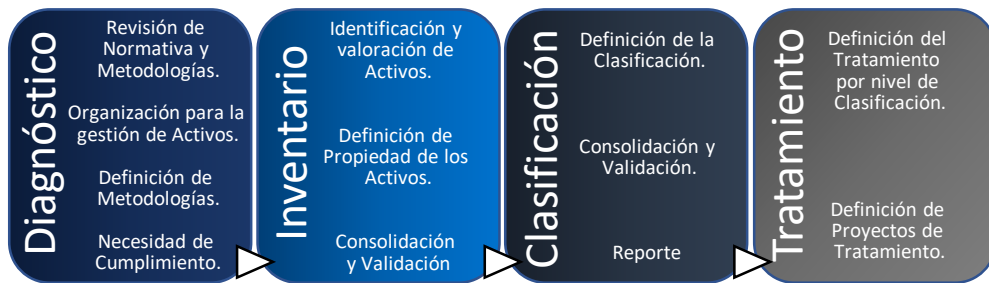 Diagnóstico
Revisión de
Normativa y
Metodologías.
Organización para la
gestión de Activos.
Definición de
Metodologías.
Necesidad de
Cumplimiento.
Inventario
Identificación y
valoración de
Activos.
Definición de
Propiedad de los
Activos.
Consolidación
y Validación
Clasificación
Definición de la
Clasificación.
Consolidación y
Validación.
Reporte
Tratamiento
Definición del
Tratamiento
por nivel de
Clasificación.
Definición de
Proyectos de
Tratamiento.